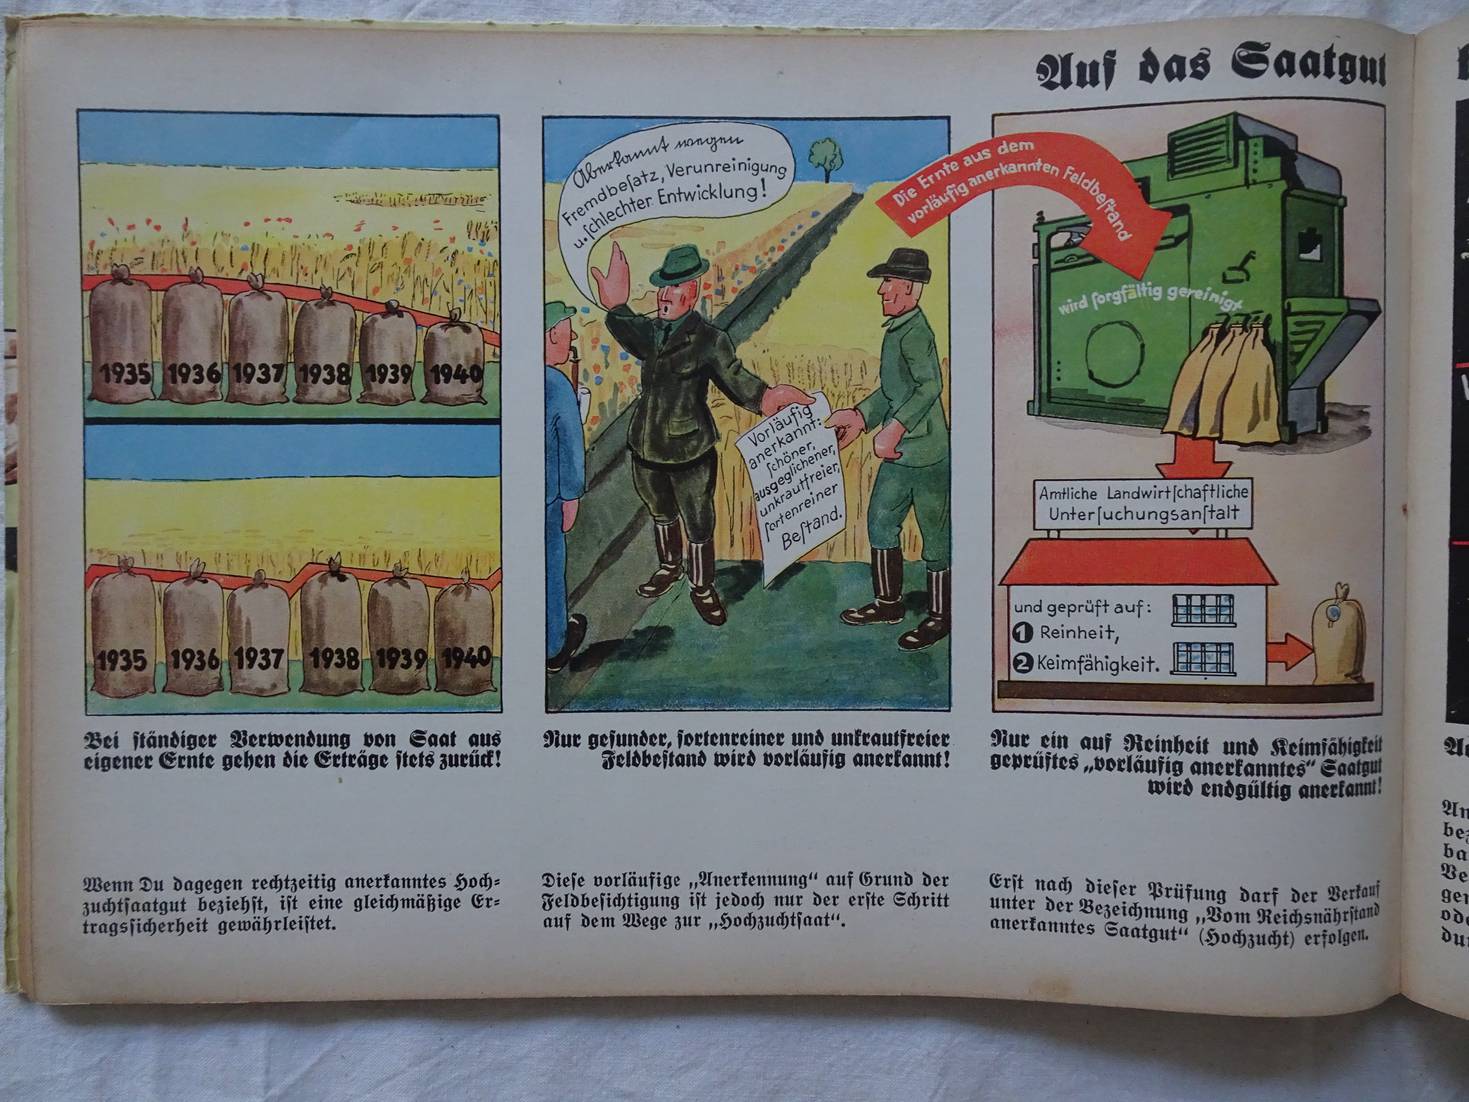 Auf das Saatgut
1935 1936 1937 1938 1939 1940
1935 1936 1937 1938 1939 1940
Bei ständiger Verwendung von Saat aus
eigener Ernte gehen die Erträge stets zurück!
Wenn Du dagegen rechtzeitig anerkanntes Hoch-
zuchtsaatgut beziehst, ist eine gleichmäßige Er-
tragssicherheit gewährleistet.
Aberkannt wegen
Fremdbesatz, Verunreinigung
u. schlechter Entwicklung!
Vorläufig
anerkannt:
schöner,
ausgeglichener,
unkrautfreier,
sortenreiner
Bestand.
Nur gesunder, sortenreiner und unkrautfreier
Feldbestand wird vorläufig anerkannt!
Diese vorläufige „Anerkennung“ auf Grund der
Feldbesichtigung ist jedoch nur der erste Schritt
auf dem Wege zur „Hochzuchtsaat“.
Die Ernte aus dem
vorläufig anerkannten Feldbestand
wird sorgfältig gereinigt
Amtliche Landwirtschaftliche
Untersuchungsanstalt
und geprüft auf:
1 Reinheit,
2 Keimfähigkeit.
Nur ein auf Reinheit und Keimfähigkeit
geprüftes „vorläufig anerkanntes“ Saatgut
wird endgültig anerkannt!
Erst nach dieser Prüfung darf der Verkauf
unter der Bezeichnung „Vom Reichsnährstand
anerkanntes Saatgut“ (Hochzucht) erfolgen.